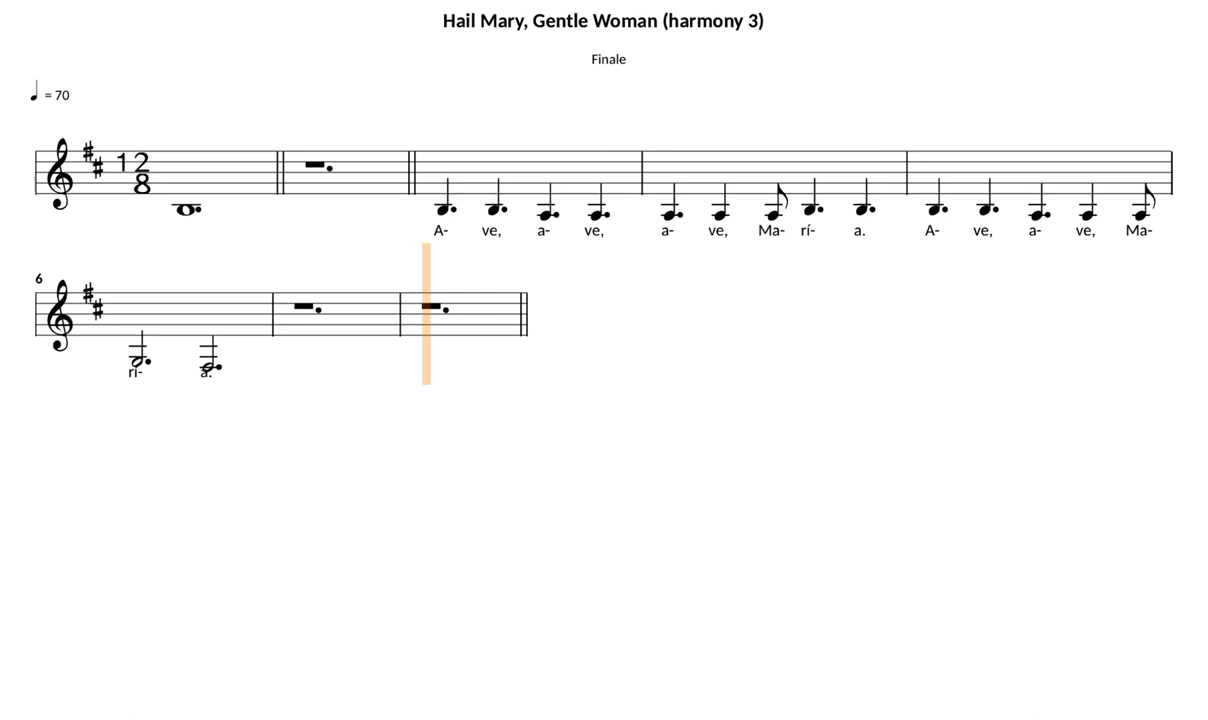 Hail Mary, Gentle Woman (harmony 3)
Finale
= 70
12
8
A- ve, a- ve, a- ve, Ma- rí- a. A- ve, a- ve, Ma-
6
rí- a.